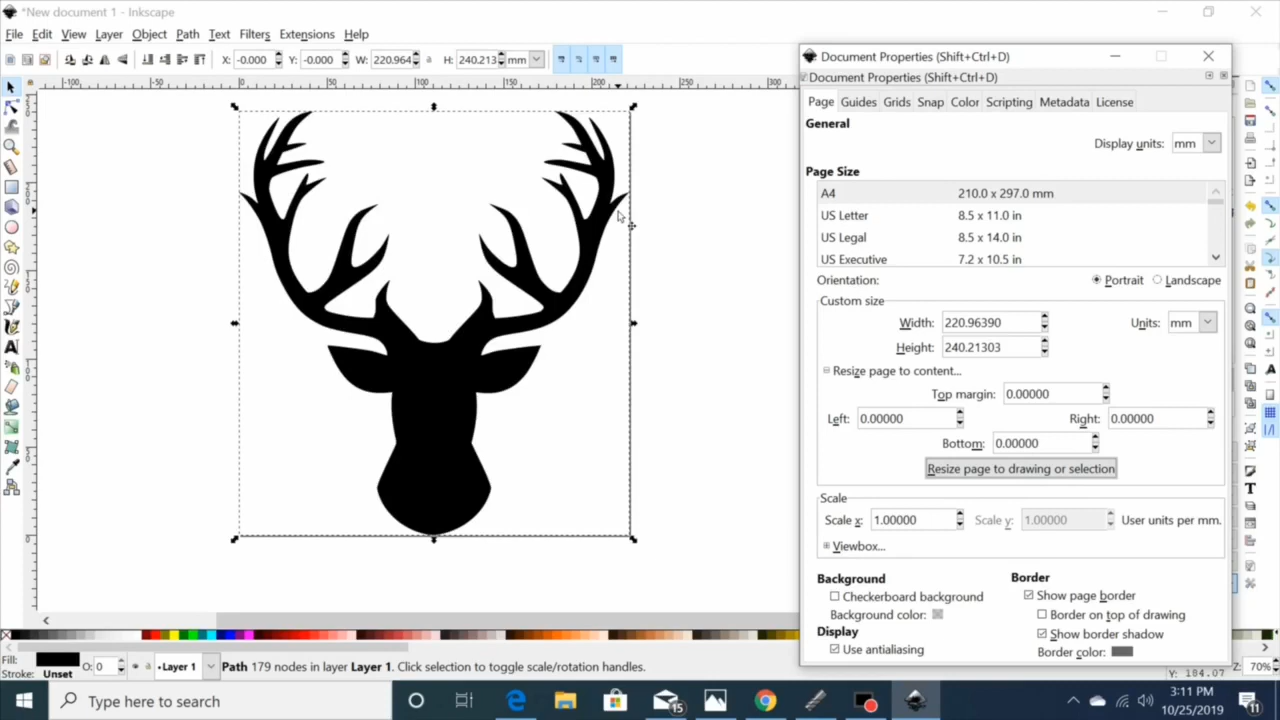 *New document 1 - Inkscape
File Edit View Layer Object Path Text Filters Extensions Help
X: -0.000 Y: -0.000 W: 220.964 H: 240.213 mm
-100 -50 0 50 100 150 200 300
Document Properties (Shift+Ctrl+D)
Document Properties (Shift+Ctrl+D)
Page Guides Grids Snap Color Scripting Metadata License
General
Display units: mm
Page Size
A4 210.0 x 297.0 mm
US Letter 8.5 x 11.0 in
US Legal 8.5 x 14.0 in
US Executive 7.2 x 10.5 in
Orientation: Portrait Landscape
Custom size
Width: 220.96390 Units: mm
Height: 240.21303
Resize page to content...
Top margin: 0.00000
Left: 0.00000 Right: 0.00000
Bottom: 0.00000
Resize page to drawing or selection
Scale
Scale x: 1.00000 Scale y: 1.00000 User units per mm.
Viewbox...
Background Border
Checkerboard background Show page border
Background color: Border on top of drawing
Display Show border shadow
Use antialiasing Border color:
Fill: O: 0 Layer 1 Path 179 nodes in layer Layer 1. Click selection to toggle scale/rotation handles.
Stroke: Unset
Y: 184.07 Z: 70%
Type here to search
15
3:11 PM
10/25/2019
11